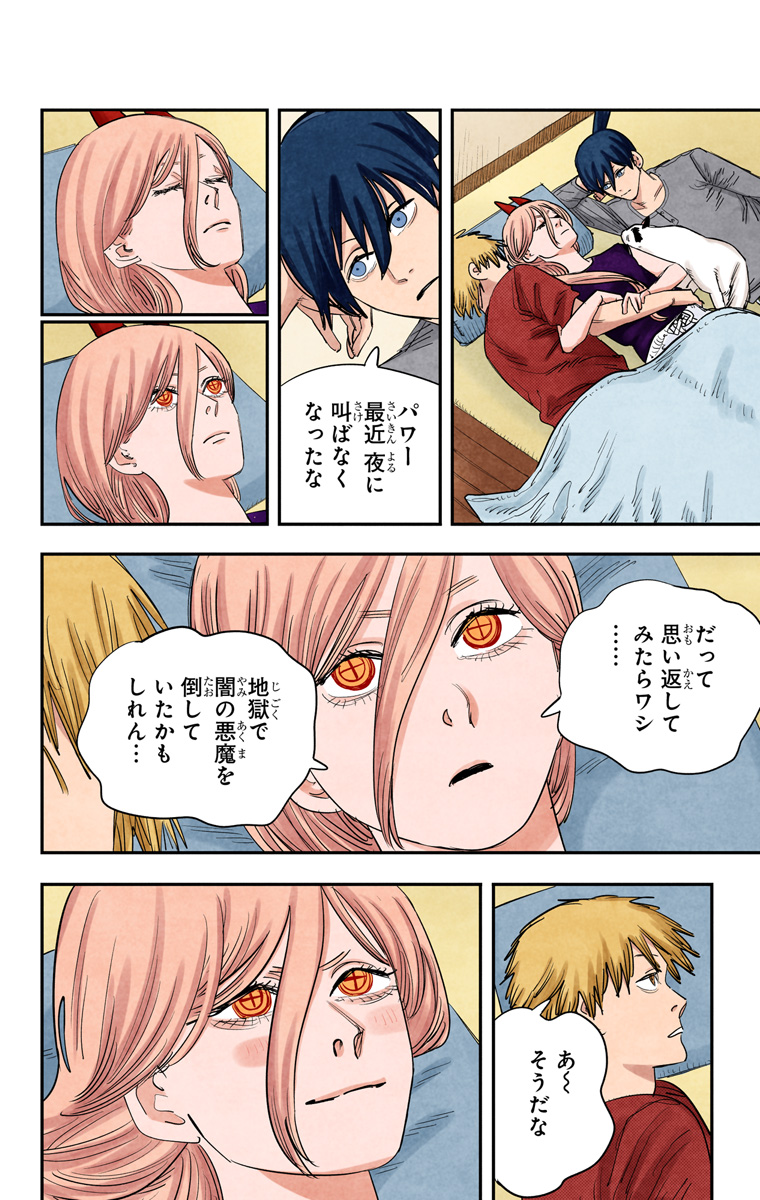 パワー
最近 夜に
叫ばなく
なったな
だって
思い返して
みたらワシ
……
地獄で
闇の悪魔を
倒して
いたかも
しれん…
あ〜
そうだな